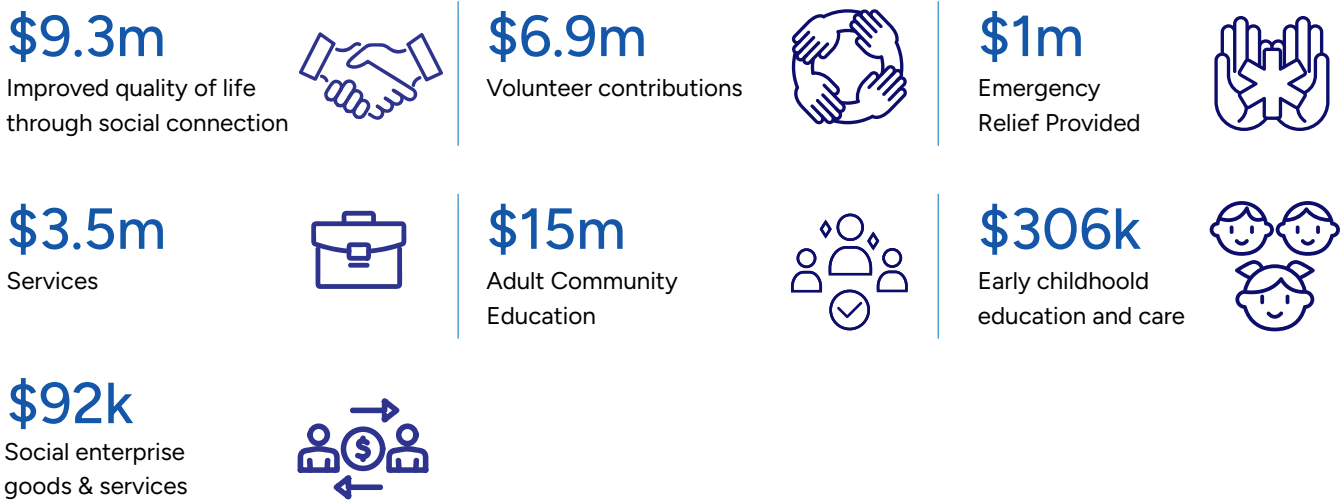 $9.3m
Improved quality of life
through social connection
$6.9m
Volunteer contributions
$1m
Emergency
Relief Provided
$3.5m
Services
$15m
Adult Community
Education
$306k
Early childhoold
education and care
$92k
Social enterprise
goods & services
$